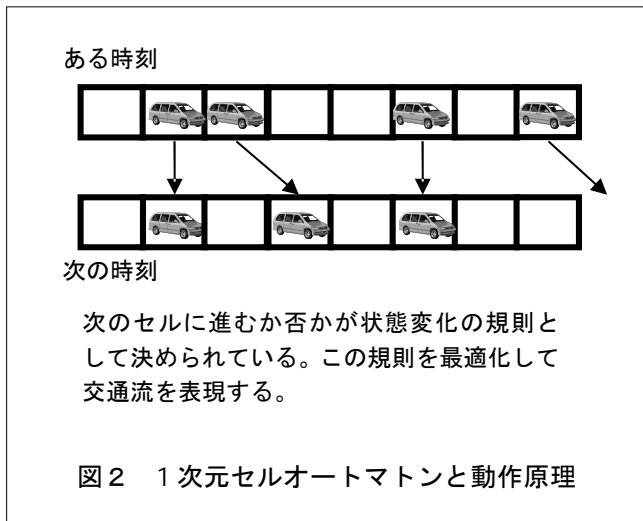 ある時刻
次の時刻
次のセルに進むか否かが状態変化の規則と
して決められている。この規則を最適化して
交通流を表現する。
図２　１次元セルオートマトンと動作原理